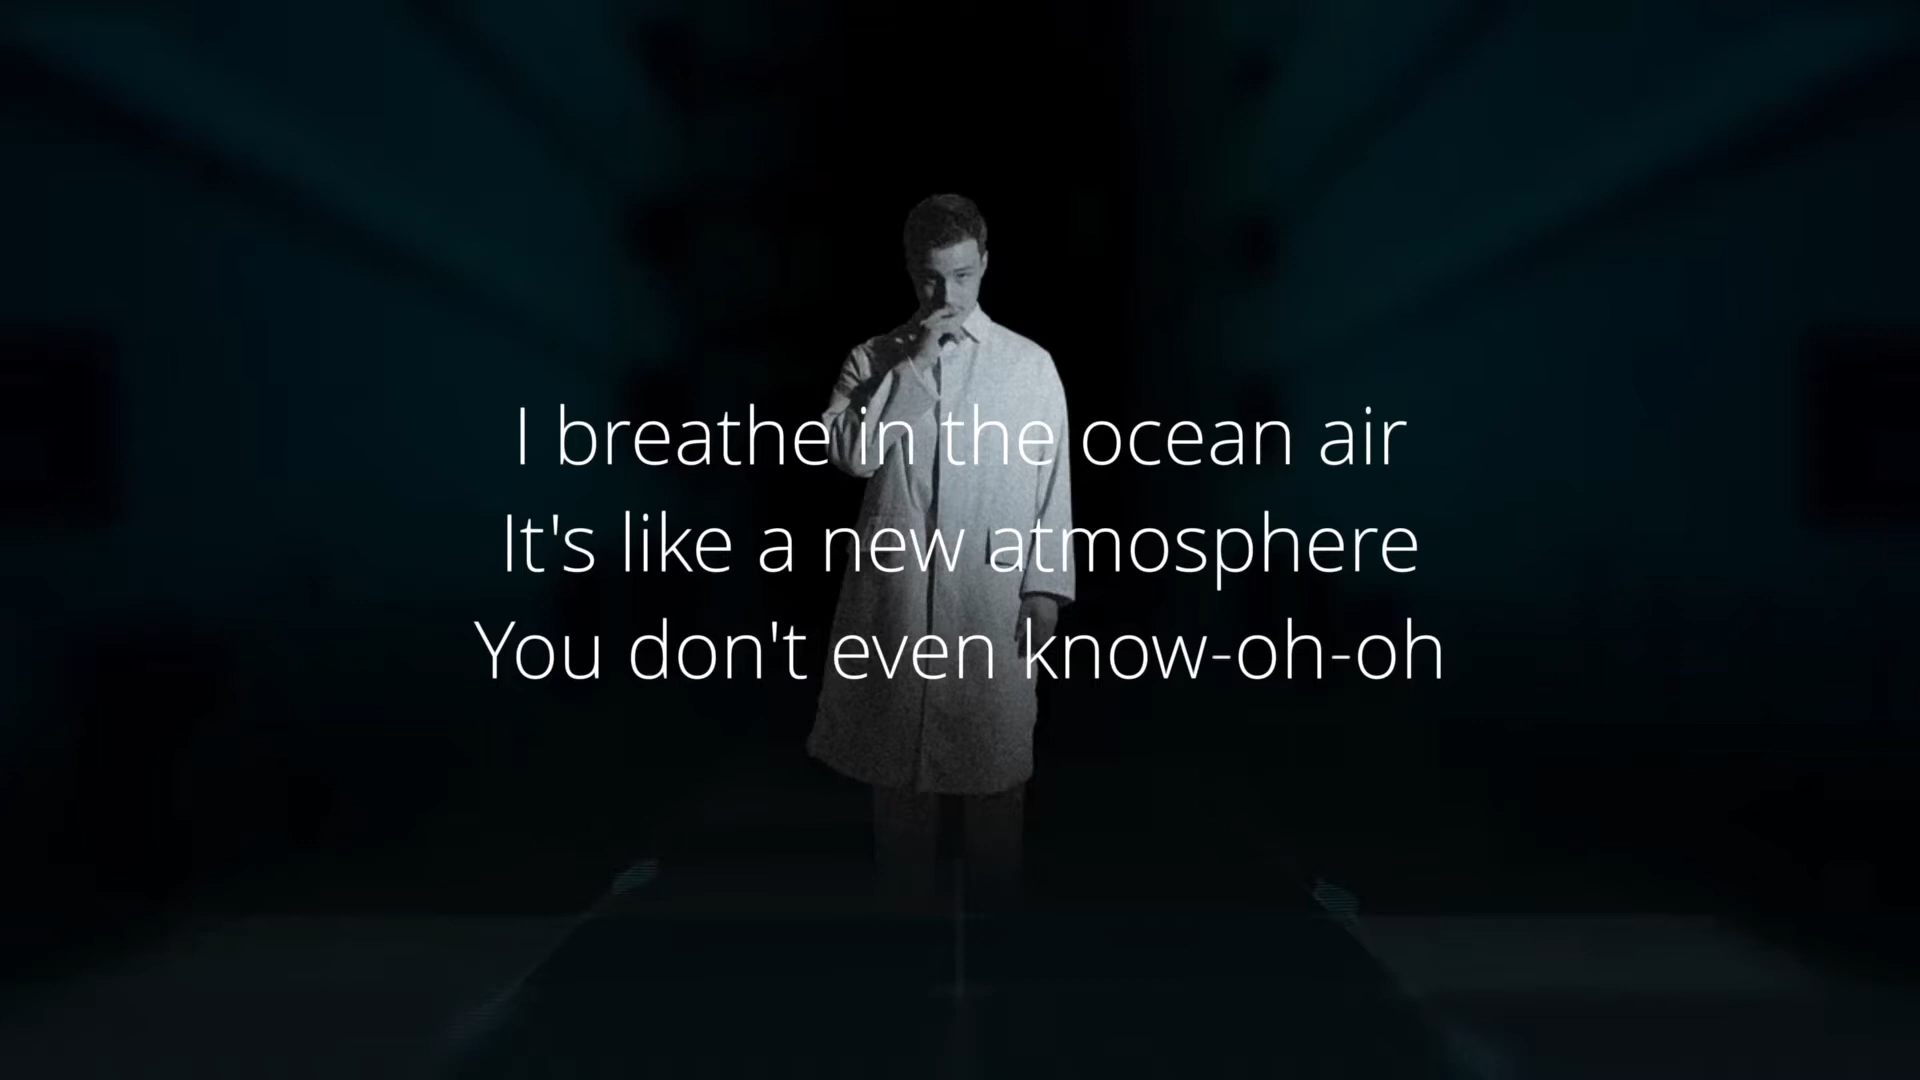 I breathe in the ocean air
It's like a new atmosphere
You don't even know-oh-oh